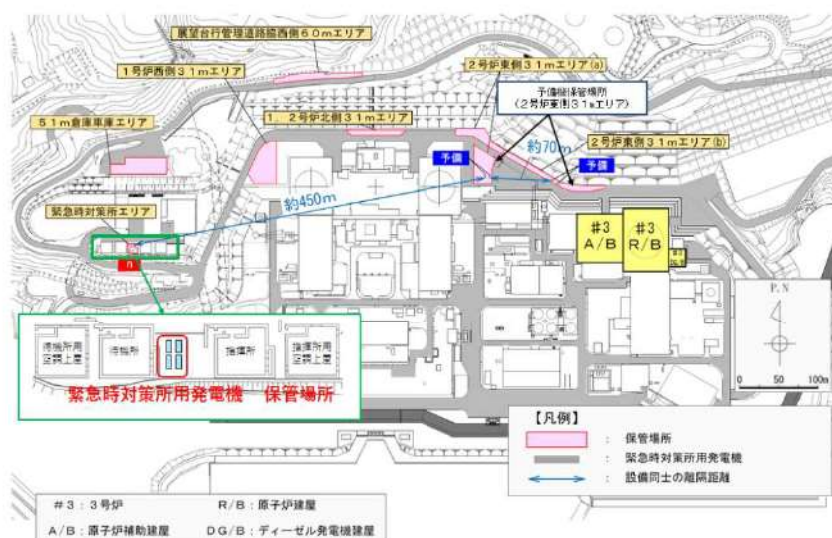 展望台行管理道路脇西側60mエリア
1号炉西側31mエリア
2号炉東側31mエリア(a)
予備機保管場所
(2号炉東側31mエリア)
51m倉庫車庫エリア
1、2号炉北側31mエリア
約70m
2号炉東側31mエリア(b)
予備
予備
緊急時対策所エリア
約450m
n
#3
A/B
#3
R/B
P.N
待機所用
空調上屋
待機所
指揮所
指揮所用
空調上屋
緊急時対策所用発電機 保管場所
0 50 100m
【凡例】
: 保管場所
: 緊急時対策所用発電機
: 設備同士の離隔距離
#3:3号炉 R/B:原子炉建屋
A/B:原子炉補助建屋 DG/B:ディーゼル発電機建屋